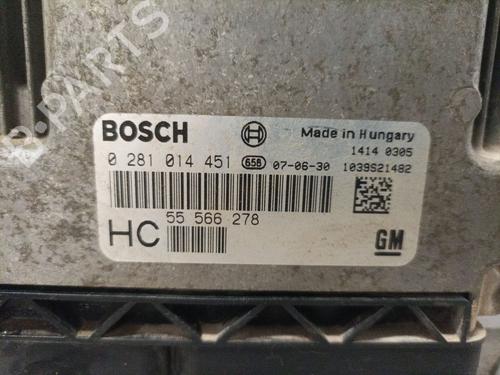 BOSCH
Made in Hungary
1414 0305
0 281 014 451 656 07-06-30 1039S21482
55 566 278
HC
GM
B-PARTS